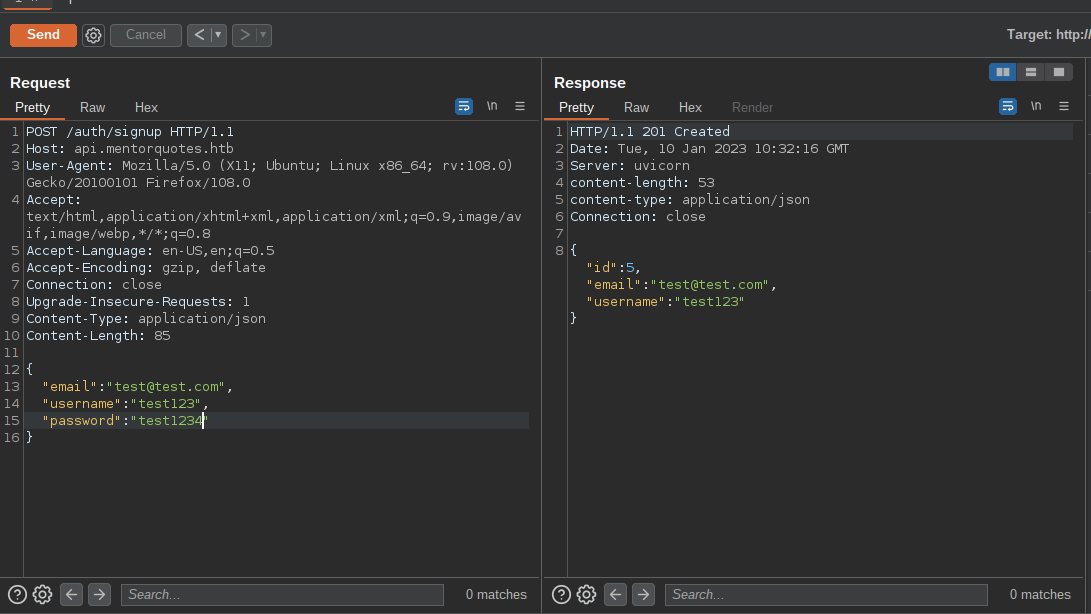 Send Cancel < ▼ > ▼ Target: http://
Request
Pretty Raw Hex \n
1 POST /auth/signup HTTP/1.1
2 Host: api.mentorquotes.htb
3 User-Agent: Mozilla/5.0 (X11; Ubuntu; Linux x86_64; rv:108.0)
Gecko/20100101 Firefox/108.0
4 Accept:
text/html,application/xhtml+xml,application/xml;q=0.9,image/av
if,image/webp,*/*;q=0.8
5 Accept-Language: en-US,en;q=0.5
6 Accept-Encoding: gzip, deflate
7 Connection: close
8 Upgrade-Insecure-Requests: 1
9 Content-Type: application/json
10 Content-Length: 85
11
12 {
13 "email":"test@test.com",
14 "username":"test123",
15 "password":"test1234"
16 }
? Search... 0 matches
Response
Pretty Raw Hex Render \n
1 HTTP/1.1 201 Created
2 Date: Tue, 10 Jan 2023 10:32:16 GMT
3 Server: uvicorn
4 content-length: 53
5 content-type: application/json
6 Connection: close
7
8 {
"id":5,
"email":"test@test.com",
"username":"test123"
}
? Search... 0 matches